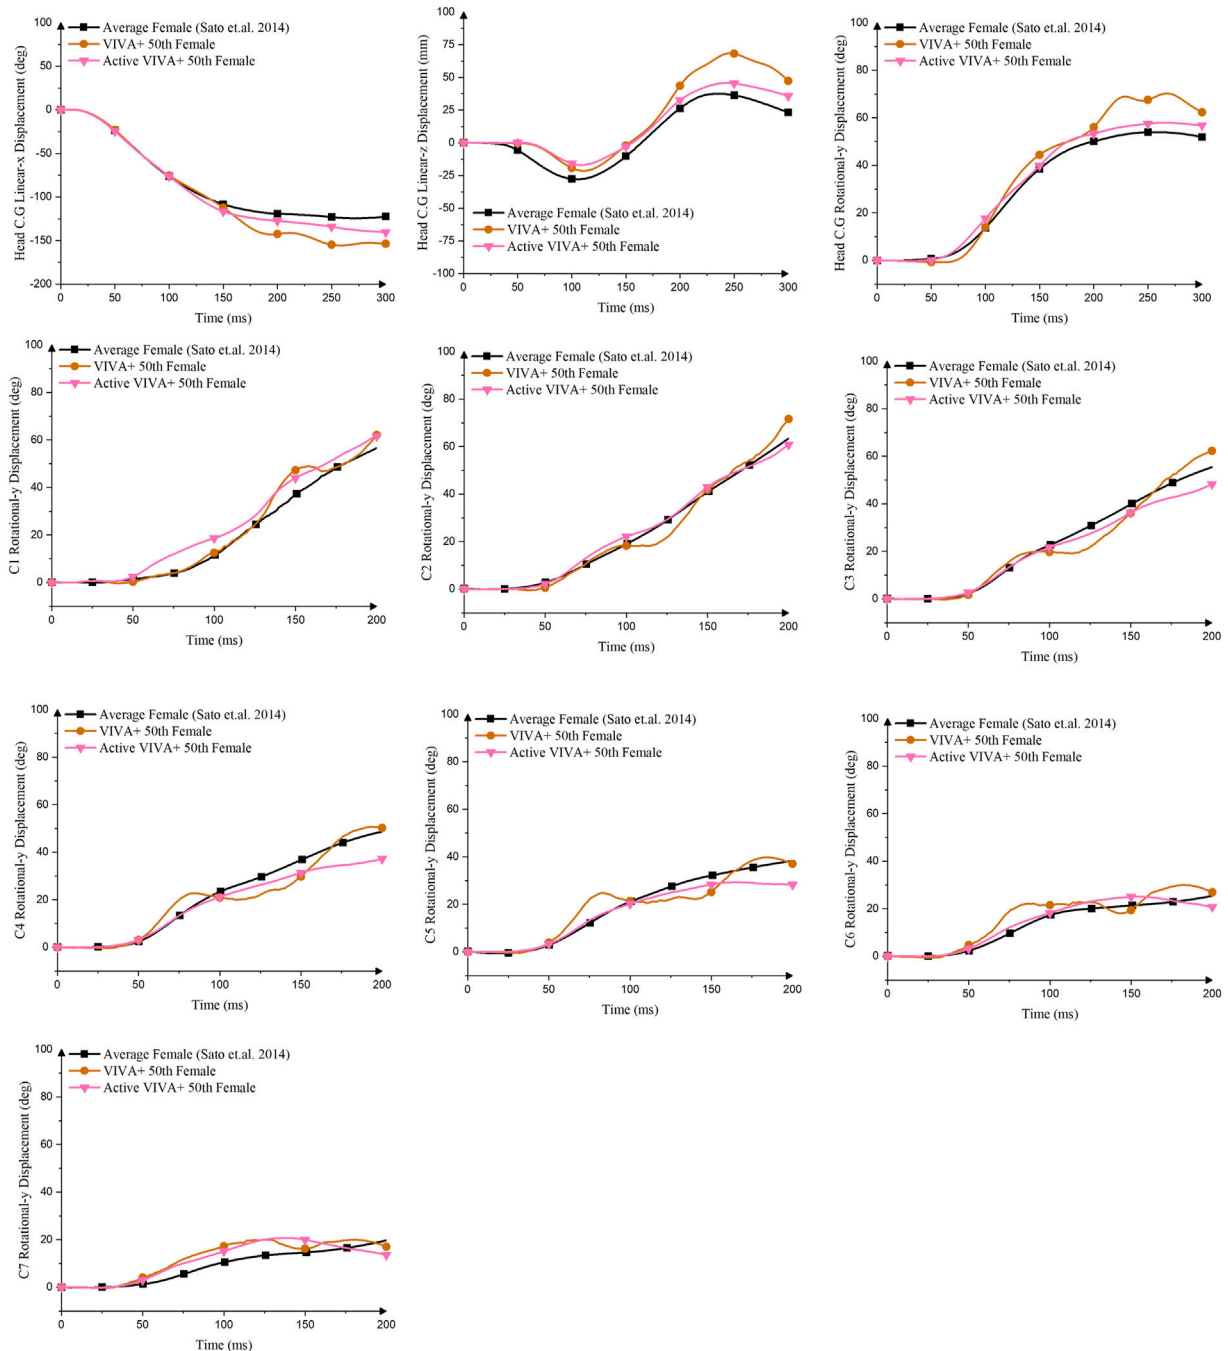 Head C.G Linear-x Displacement (deg)
100
50
0
-50
-100
-150
-200
Average Female (Sato et.al. 2014)
VIVA+ 50th Female
Active VIVA+ 50th Female
0 50 100 150 200 250 300
Time (ms)
Head C.G Linear-z Displacement (mm)
100
75
50
25
0
-25
-50
-75
-100
Average Female (Sato et.al. 2014)
VIVA+ 50th Female
Active VIVA+ 50th Female
0 50 100 150 200 250 300
Time (ms)
Head C.G Rotational-y Displacement (deg)
100
80
60
40
20
0
Average Female (Sato et.al. 2014)
VIVA+ 50th Female
Active VIVA+ 50th Female
0 50 100 150 200 250 300
Time (ms)
C1 Rotational-y Displacement (deg)
100
80
60
40
20
0
Average Female (Sato et.al. 2014)
VIVA+ 50th Female
Active VIVA+ 50th Female
0 50 100 150 200
Time (ms)
C2 Rotational-y Displacement (deg)
100
80
60
40
20
0
Average Female (Sato et.al. 2014)
VIVA+ 50th Female
Active VIVA+ 50th Female
0 50 100 150 200
Time (ms)
C3 Rotational-y Displacement (deg)
100
80
60
40
20
0
Average Female (Sato et.al. 2014)
VIVA+ 50th Female
Active VIVA+ 50th Female
0 50 100 150 200
Time (ms)
C4 Rotational-y Displacement (deg)
100
80
60
40
20
0
Average Female (Sato et.al. 2014)
VIVA+ 50th Female
Active VIVA+ 50th Female
0 50 100 150 200
Time (ms)
C5 Rotational-y Displacement (deg)
100
80
60
40
20
0
Average Female (Sato et.al. 2014)
VIVA+ 50th Female
Active VIVA+ 50th Female
0 50 100 150 200
Time (ms)
C6 Rotational-y Displacement (deg)
100
80
60
40
20
0
Average Female (Sato et.al. 2014)
VIVA+ 50th Female
Active VIVA+ 50th Female
0 50 100 150 200
Time (ms)
C7 Rotational-y Displacement (deg)
100
80
60
40
20
0
Average Female (Sato et.al. 2014)
VIVA+ 50th Female
Active VIVA+ 50th Female
0 50 100 150 200
Time (ms)